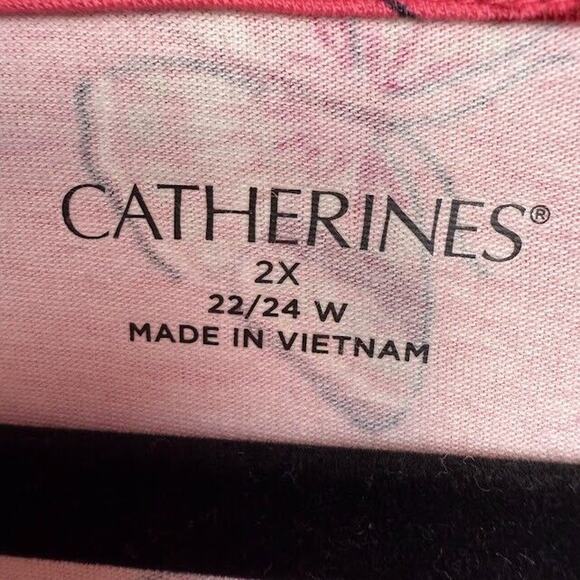 CATHERINES®
2X
22/24 W
MADE IN VIETNAM